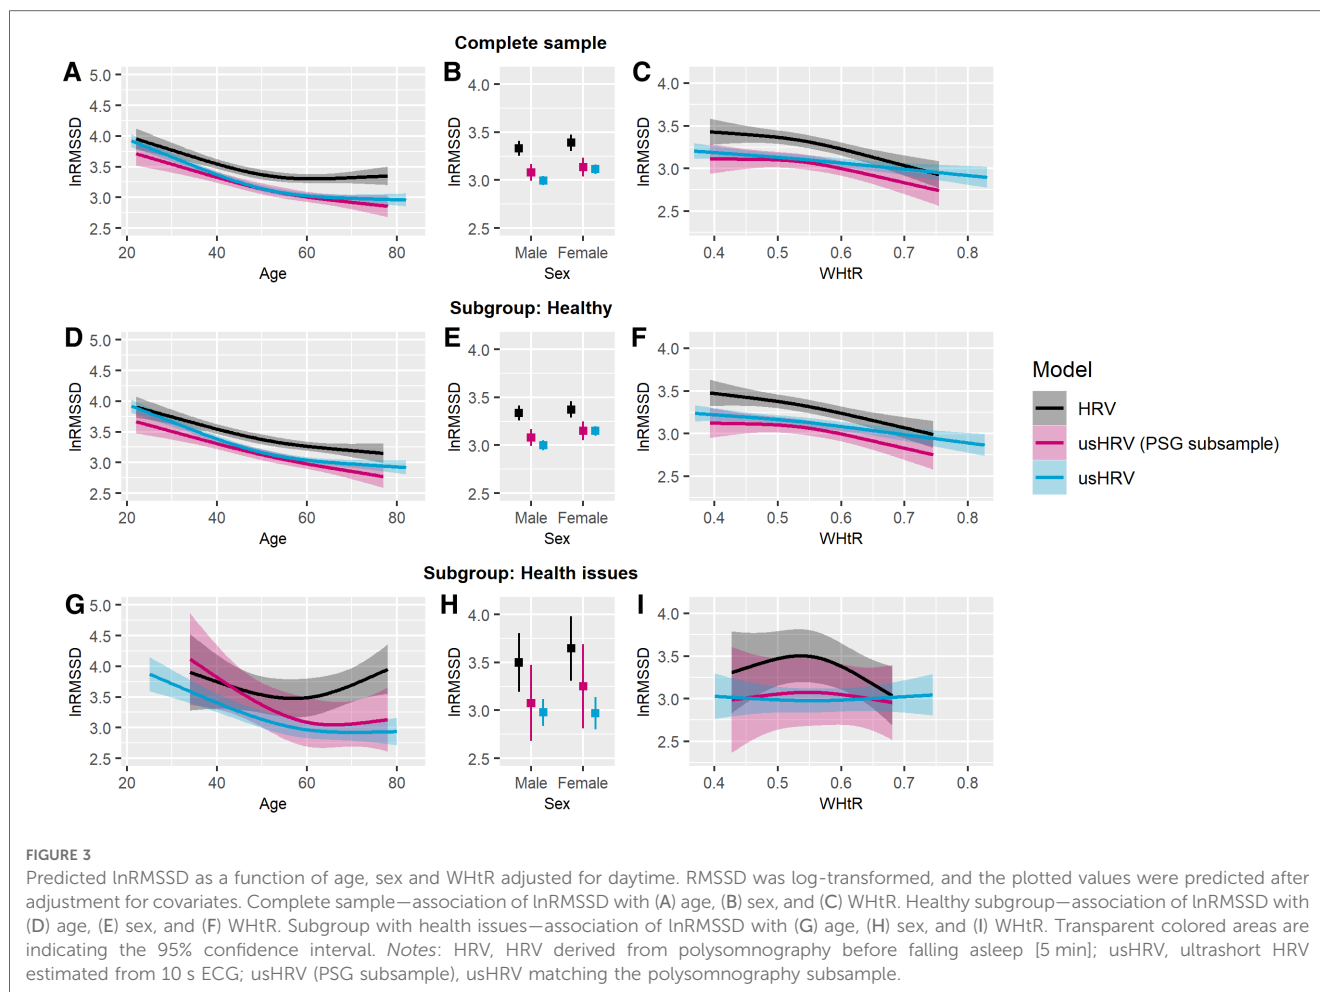 Complete sample
A
B
C
lnRMSSD
5.0
4.5
4.0
3.5
3.0
2.5
20
40
60
80
Age
lnRMSSD
4.0
3.5
3.0
2.5
Male
Female
Sex
lnRMSSD
4.0
3.5
3.0
2.5
0.4
0.5
0.6
0.7
0.8
WHtR
Subgroup: Healthy
D
E
F
lnRMSSD
5.0
4.5
4.0
3.5
3.0
2.5
20
40
60
80
Age
lnRMSSD
4.0
3.5
3.0
2.5
Male
Female
Sex
lnRMSSD
4.0
3.5
3.0
2.5
0.4
0.5
0.6
0.7
0.8
WHtR
Model
HRV
usHRV (PSG subsample)
usHRV
Subgroup: Health issues
G
H
I
lnRMSSD
5.0
4.5
4.0
3.5
3.0
2.5
20
40
60
80
Age
lnRMSSD
4.0
3.5
3.0
2.5
Male
Female
Sex
lnRMSSD
4.0
3.5
3.0
2.5
0.4
0.5
0.6
0.7
0.8
WHtR
FIGURE 3
Predicted lnRMSSD as a function of age, sex and WHtR adjusted for daytime. RMSSD was log-transformed, and the plotted values were predicted after
adjustment for covariates. Complete sample—association of lnRMSSD with (A) age, (B) sex, and (C) WHtR. Healthy subgroup—association of lnRMSSD with
(D) age, (E) sex, and (F) WHtR. Subgroup with health issues—association of lnRMSSD with (G) age, (H) sex, and (I) WHtR. Transparent colored areas are
indicating the 95% confidence interval. Notes: HRV, HRV derived from polysomnography before falling asleep [5 min]; usHRV, ultrashort HRV
estimated from 10 s ECG; usHRV (PSG subsample), usHRV matching the polysomnography subsample.